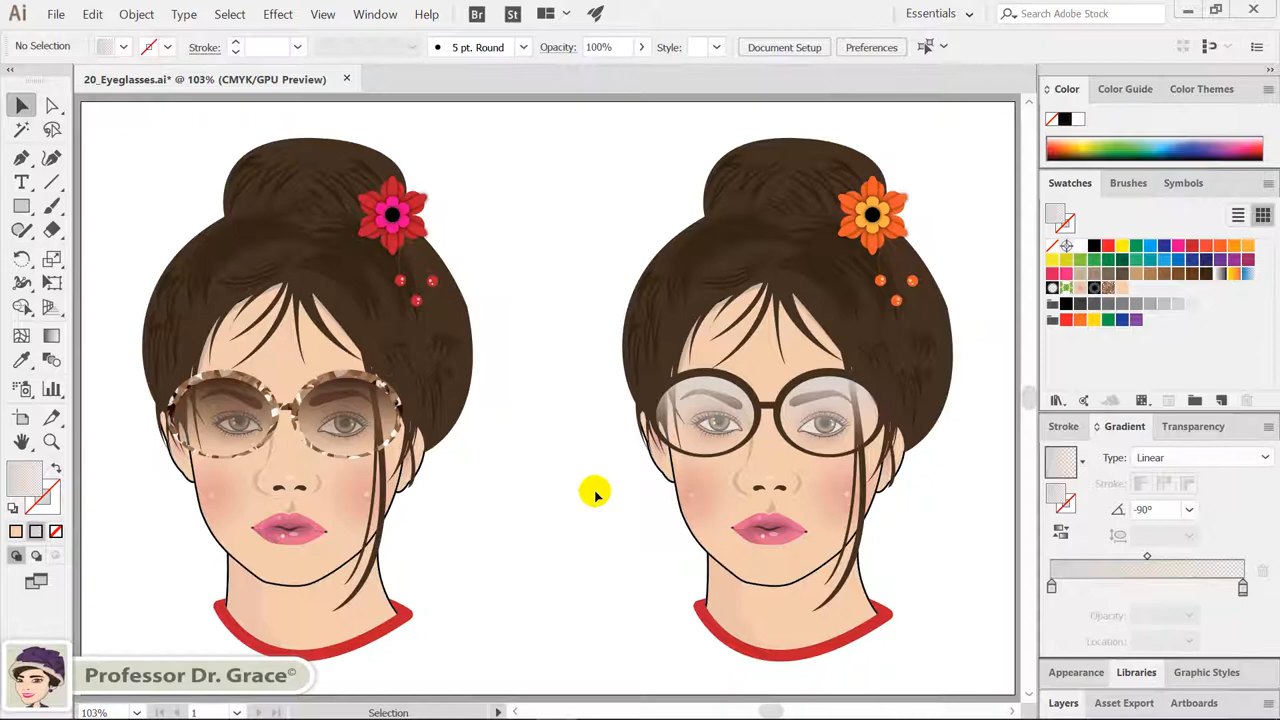 Ai File Edit Object Type Select Effect View Window Help Br St Essentials Search Adobe Stock
No Selection Stroke: 5 pt. Round Opacity: 100% Style: Document Setup Preferences
20_Eyeglasses.ai* @ 103% (CMYK/GPU Preview)
Color Color Guide Color Themes
Swatches Brushes Symbols
Stroke Gradient Transparency
Type: Linear
Stroke:
-90°
Opacity:
Location:
Appearance Libraries Graphic Styles
Layers Asset Export Artboards
Professor Dr. Grace©
103% 1 Selection